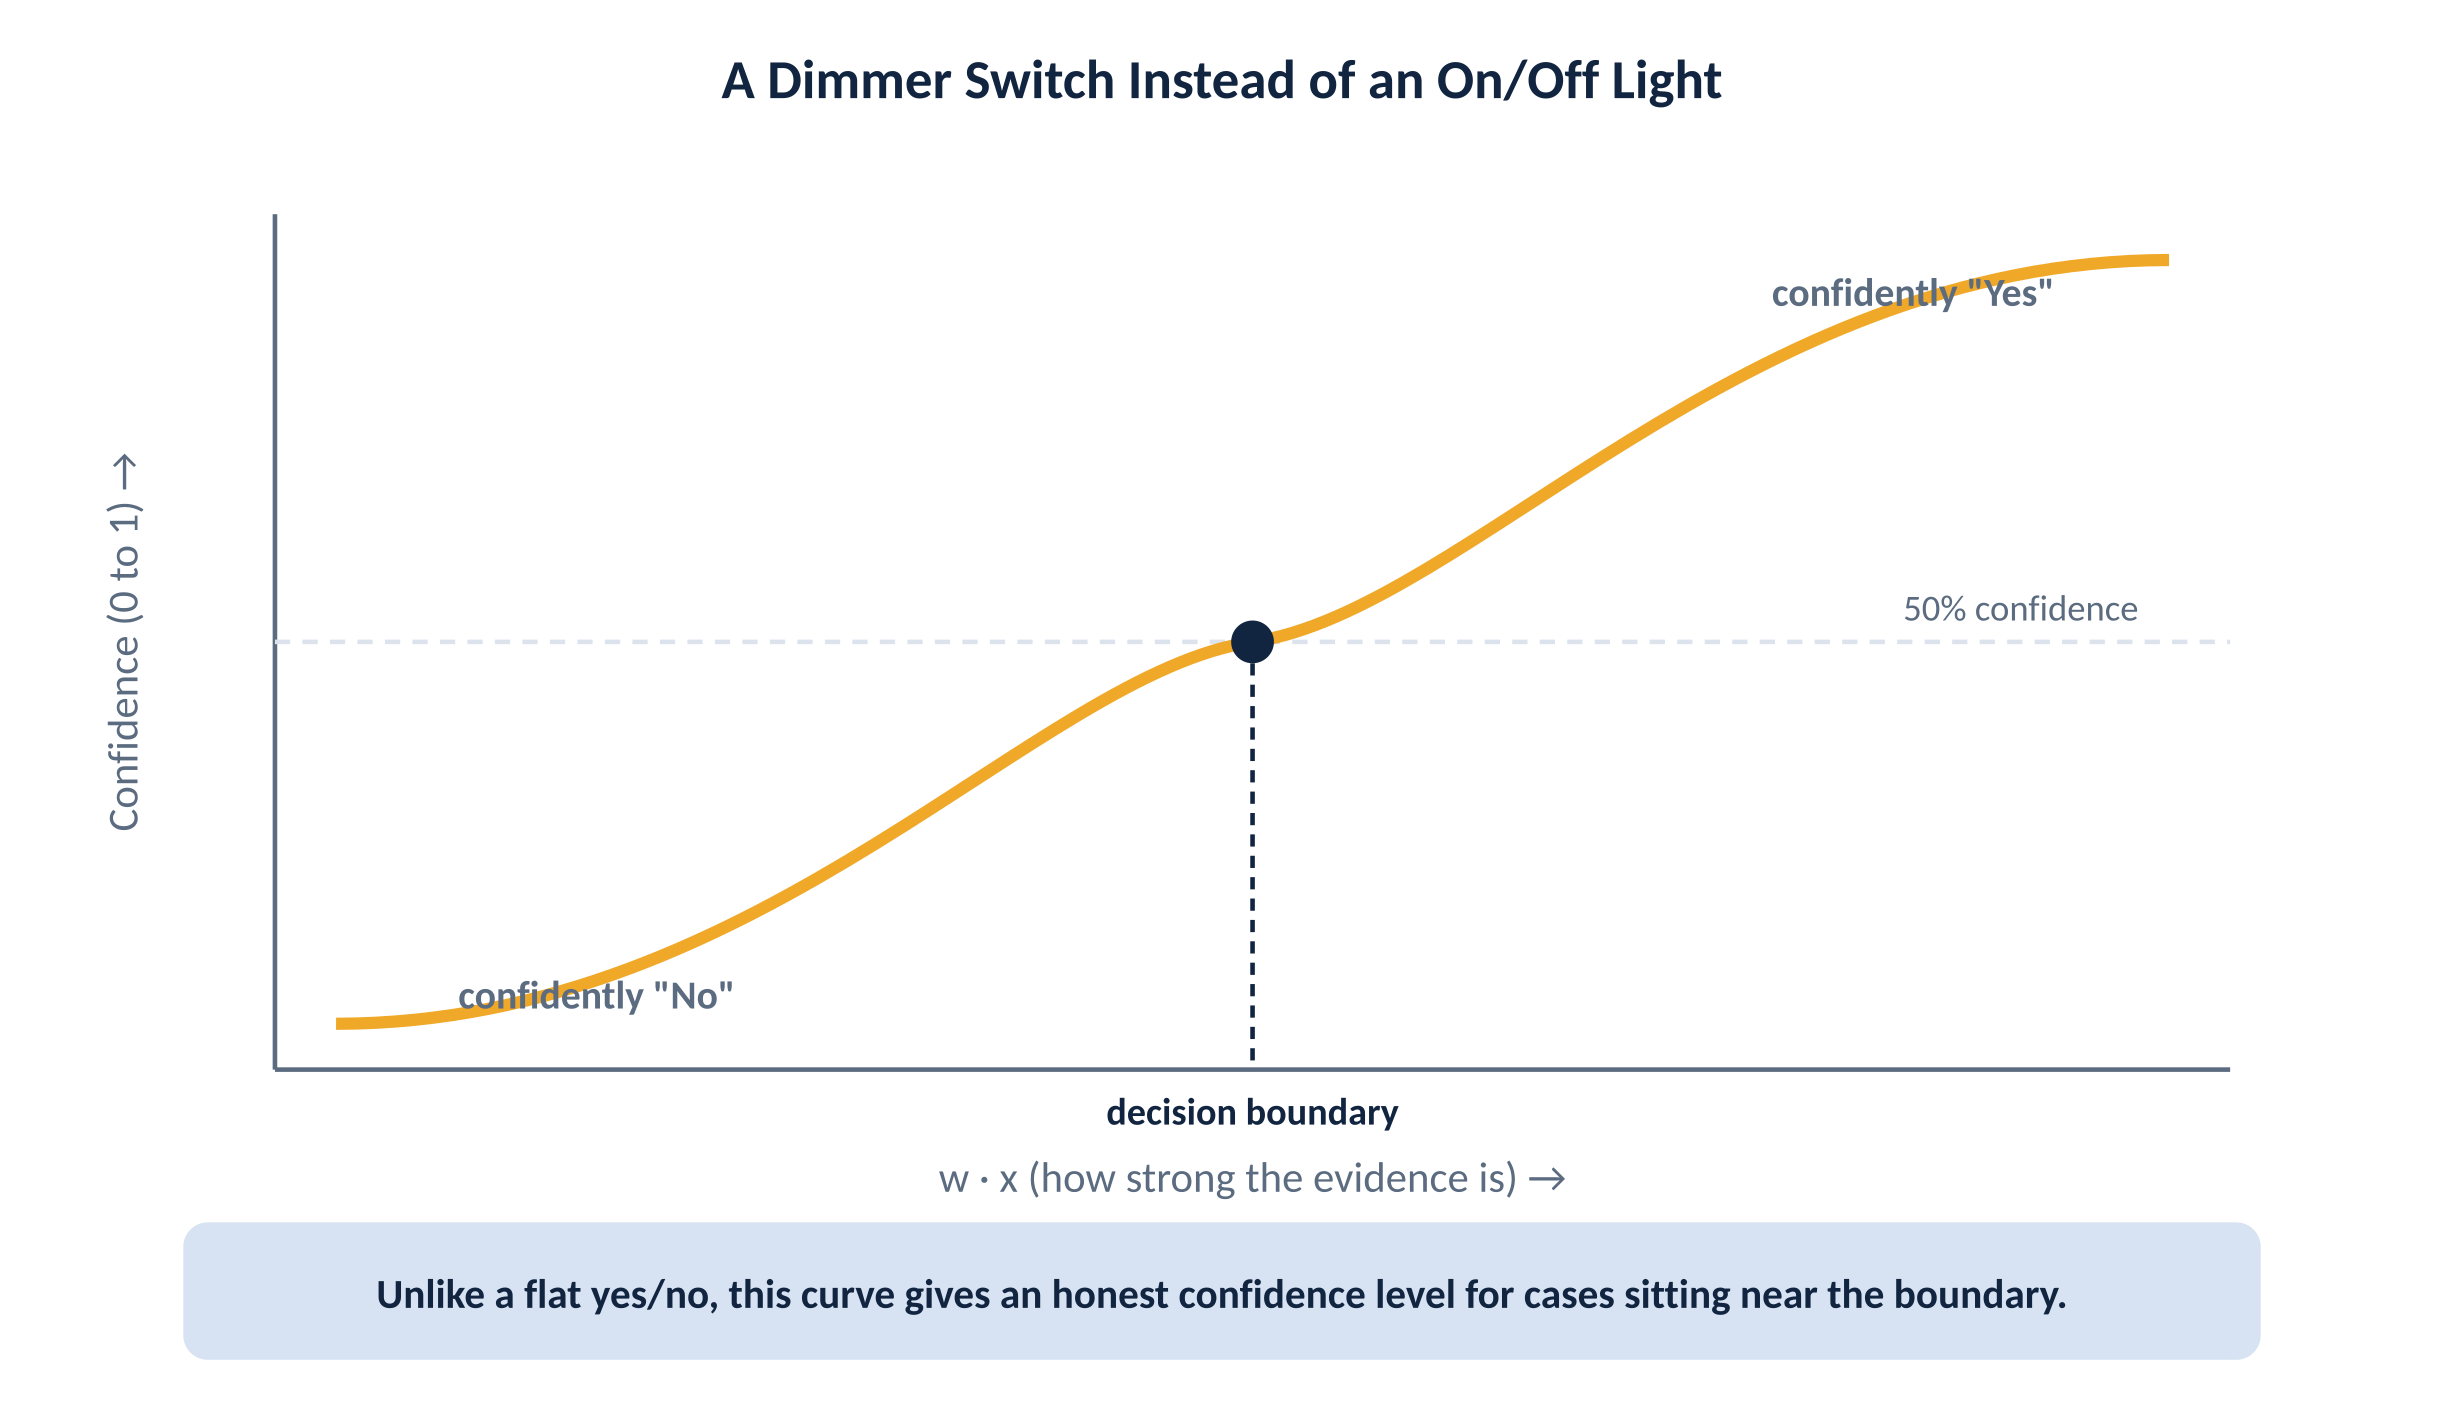 A Dimmer Switch Instead of an On/Off Light
confidently "Yes"
Confidence (0 to 1) →
50% confidence
confidently "No"
decision boundary
w · x (how strong the evidence is) →
Unlike a flat yes/no, this curve gives an honest confidence level for cases sitting near the boundary.